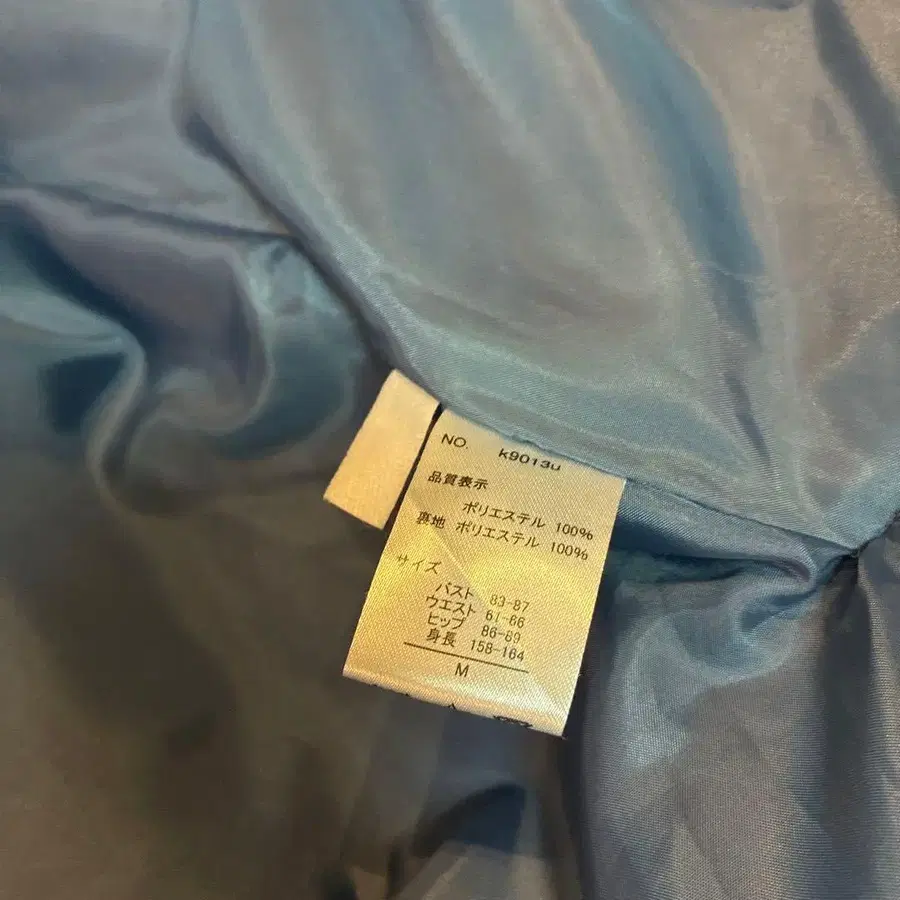 NO. k9013u
品質表示
ポリエステル 100%
裏地 ポリエステル 100%
サイズ
バスト 83-87
ウエスト 61-66
ヒップ 86-89
身長 158-164
M